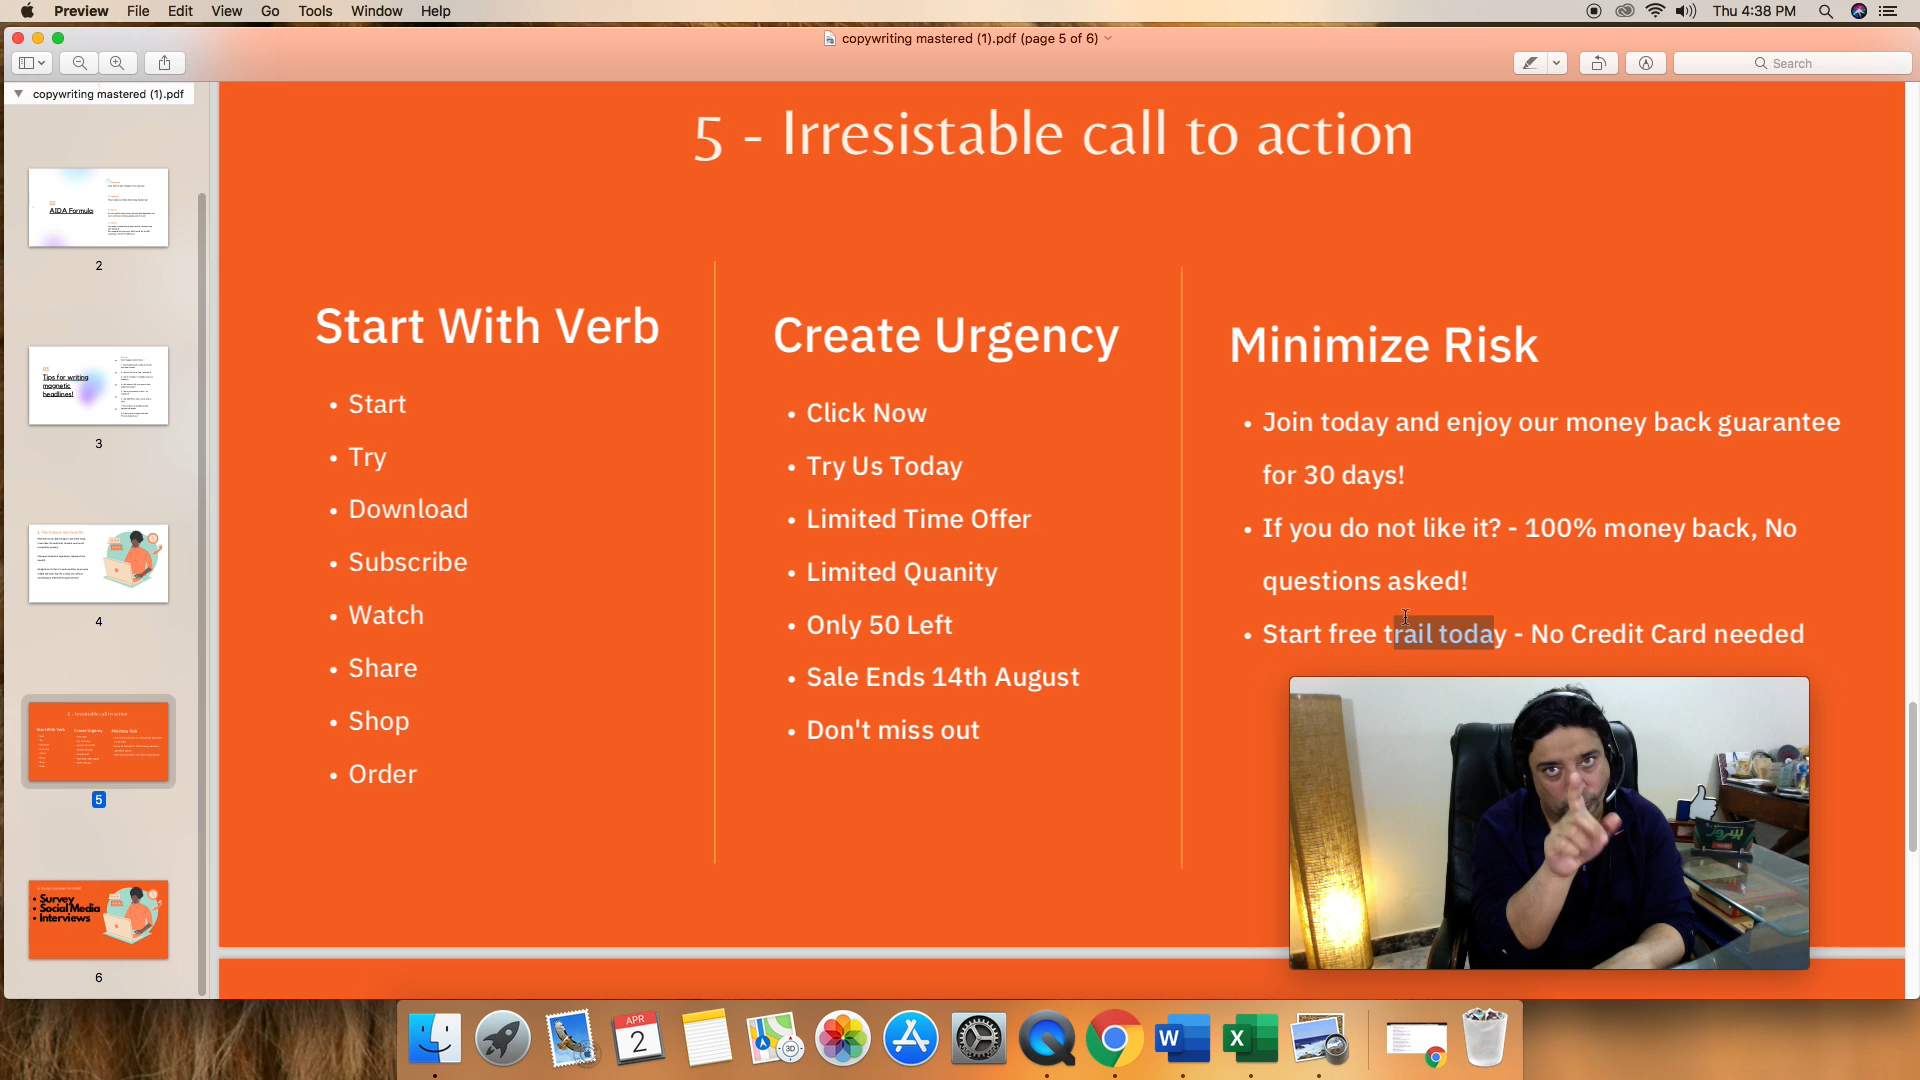 Preview File Edit View Go Tools Window Help
Thu 4:38 PM
copywriting mastered (1).pdf (page 5 of 6)
Search
copywriting mastered (1).pdf
02
AIDA Formula
2
03
Tips for writing
magnetic
headlines!
3
4
5
Survey
Social Media
Interviews
6
5 - Irresistable call to action
Start With Verb
• Start
• Try
• Download
• Subscribe
• Watch
• Share
• Shop
• Order
Create Urgency
• Click Now
• Try Us Today
• Limited Time Offer
• Limited Quanity
• Only 50 Left
• Sale Ends 14th August
• Don't miss out
Minimize Risk
• Join today and enjoy our money back guarantee
for 30 days!
• If you do not like it? - 100% money back, No
questions asked!
• Start free trail today - No Credit Card needed
APR
2
3D
W
X